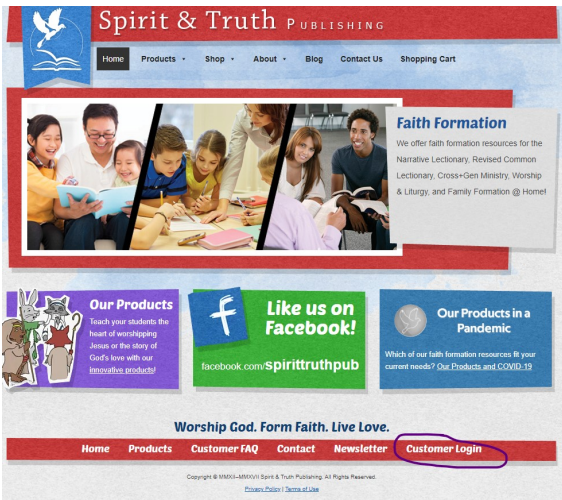 Spirit & Truth PUBLISHING
Home Products Shop About Blog Contact Us Shopping Cart
Faith Formation
We offer faith formation resources for the
Narrative Lectionary, Revised Common
Lectionary, Cross+Gen Ministry, Worship
& Liturgy, and Family Formation @ Home!
Our Products
Teach your students the
heart of worshipping
Jesus or the story of
God's love with our
innovative products!
f
Like us on
Facebook!
facebook.com/spirittruthpub
Our Products in a
Pandemic
Which of our faith formation resources fit your
current needs? Our Products and COVID-19
Worship God. Form Faith. Live Love.
Home Products Customer FAQ Contact Newsletter Customer Login
Copyright © MMXII–MMXVII Spirit & Truth Publishing. All Rights Reserved.
Privacy Policy | Terms of Use